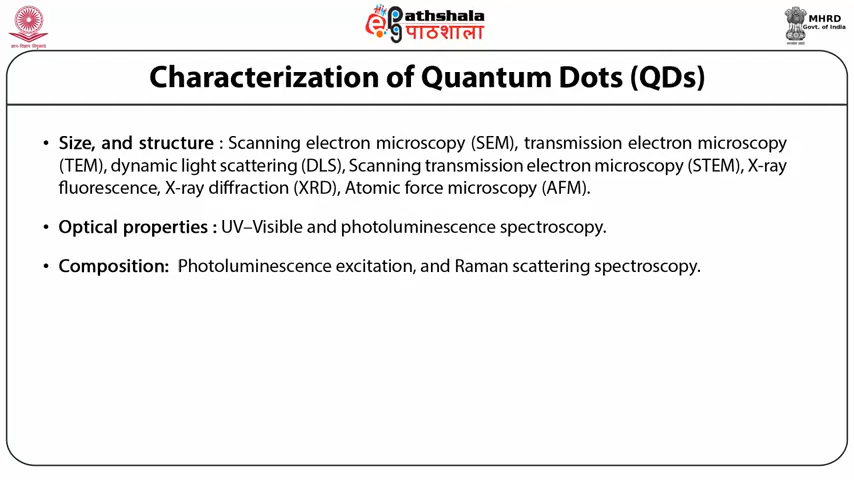 ePathshala
पाठशाला
MHRD
Govt. of India
Characterization of Quantum Dots (QDs)
• Size, and structure : Scanning electron microscopy (SEM), transmission electron microscopy
(TEM), dynamic light scattering (DLS), Scanning transmission electron microscopy (STEM), X-ray
fluorescence, X-ray diffraction (XRD), Atomic force microscopy (AFM).
• Optical properties : UV–Visible and photoluminescence spectroscopy.
• Composition: Photoluminescence excitation, and Raman scattering spectroscopy.